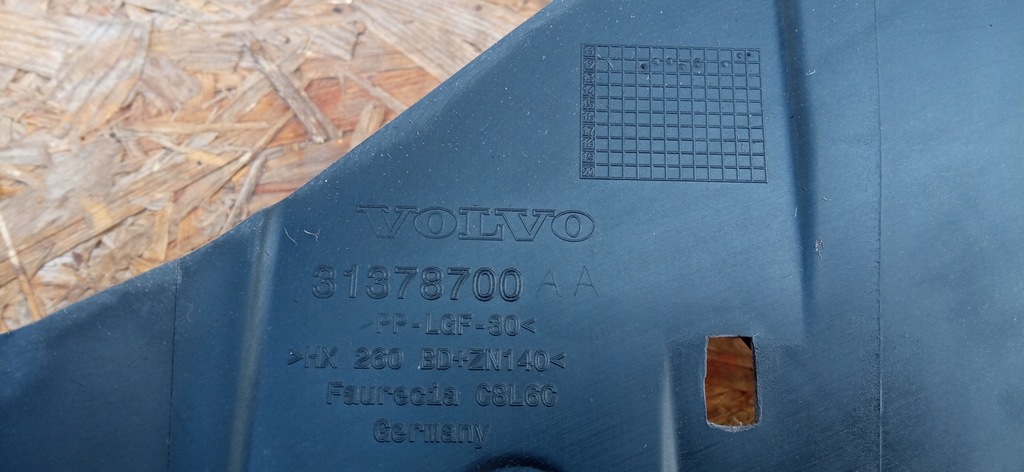 VOLVO
31378700 AA
>PP-LGF-30<
>HX 260 BD+ZN140<
Faurecia C8L6C
Germany